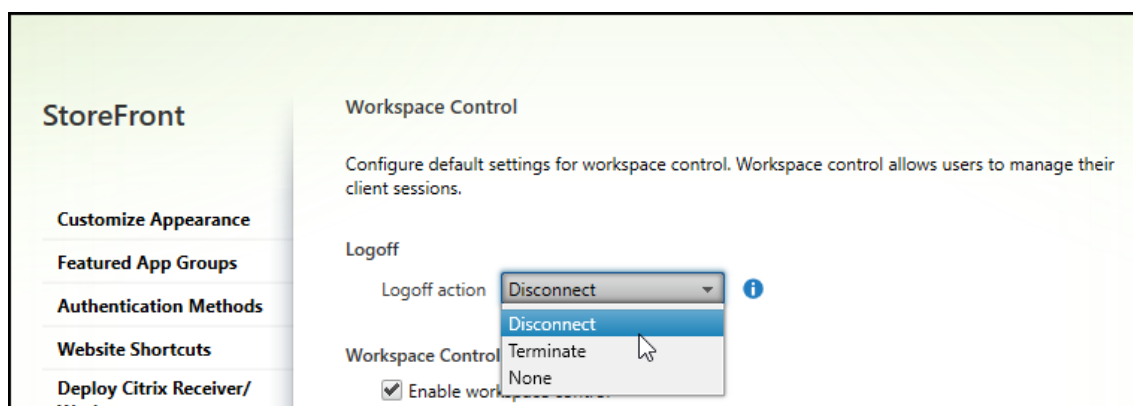 StoreFront
Customize Appearance
Featured App Groups
Authentication Methods
Website Shortcuts
Deploy Citrix Receiver/
Workspace Control
Configure default settings for workspace control. Workspace control allows users to manage their
client sessions.
Logoff
Logoff action Disconnect
Disconnect
Terminate
None
Workspace Control
Enable workspace control